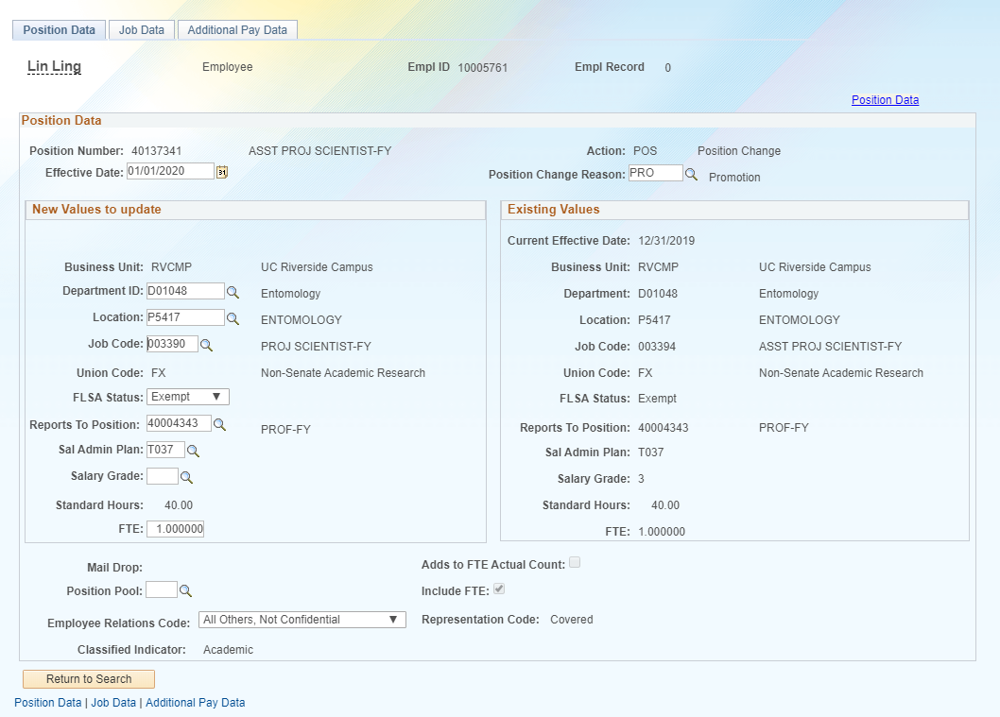 Position Data Job Data Additional Pay Data
Lin Ling Employee Empl ID 10005761 Empl Record 0
Position Data
Position Data
Position Number: 40137341 ASST PROJ SCIENTIST-FY Action: POS Position Change
Effective Date: 01/01/2020 31 Position Change Reason: PRO Promotion
New Values to update
Business Unit: RVCMP UC Riverside Campus
Department ID: D01048 Entomology
Location: P5417 ENTOMOLOGY
Job Code: 003390 PROJ SCIENTIST-FY
Union Code: FX Non-Senate Academic Research
FLSA Status: Exempt
Reports To Position: 40004343 PROF-FY
Sal Admin Plan: T037
Salary Grade:
Standard Hours: 40.00
FTE: 1.000000
Existing Values
Current Effective Date: 12/31/2019
Business Unit: RVCMP UC Riverside Campus
Department: D01048 Entomology
Location: P5417 ENTOMOLOGY
Job Code: 003394 ASST PROJ SCIENTIST-FY
Union Code: FX Non-Senate Academic Research
FLSA Status: Exempt
Reports To Position: 40004343 PROF-FY
Sal Admin Plan: T037
Salary Grade: 3
Standard Hours: 40.00
FTE: 1.000000
Mail Drop: Adds to FTE Actual Count:
Position Pool: Include FTE:
Employee Relations Code: All Others, Not Confidential Representation Code: Covered
Classified Indicator: Academic
Return to Search
Position Data | Job Data | Additional Pay Data